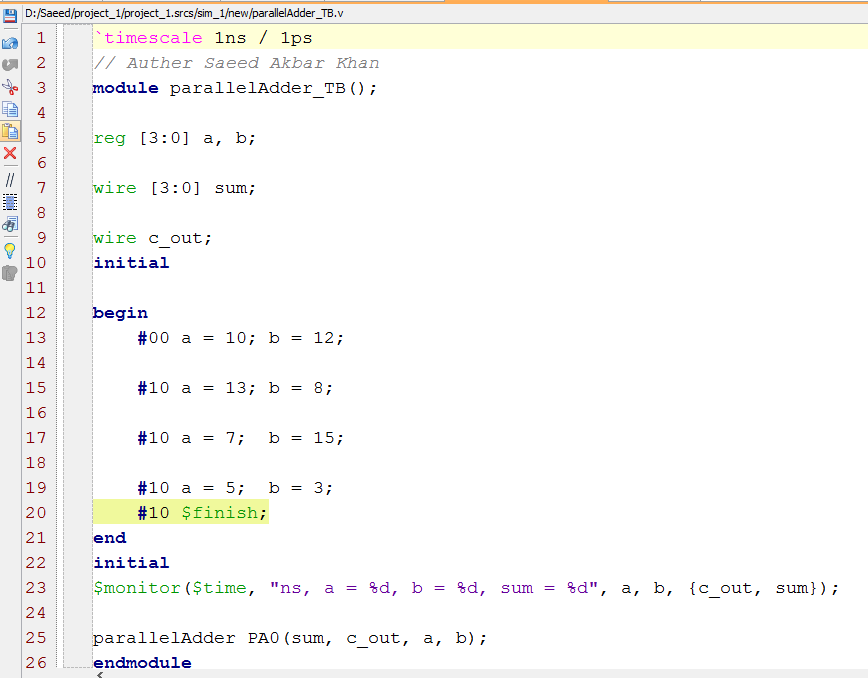 D:/Saeed/project_1/project_1.srcs/sim_1/new/parallelAdder_TB.v
1 `timescale 1ns / 1ps
2 // Auther Saeed Akbar Khan
3 module parallelAdder_TB();
4
5 reg [3:0] a, b;
6
7 wire [3:0] sum;
8
9 wire c_out;
10 initial
11
12 begin
13 #00 a = 10; b = 12;
14
15 #10 a = 13; b = 8;
16
17 #10 a = 7;  b = 15;
18
19 #10 a = 5;  b = 3;
20 #10 $finish;
21 end
22 initial
23 $monitor($time, "ns, a = %d, b = %d, sum = %d", a, b, {c_out, sum});
24
25 parallelAdder PA0(sum, c_out, a, b);
26 endmodule